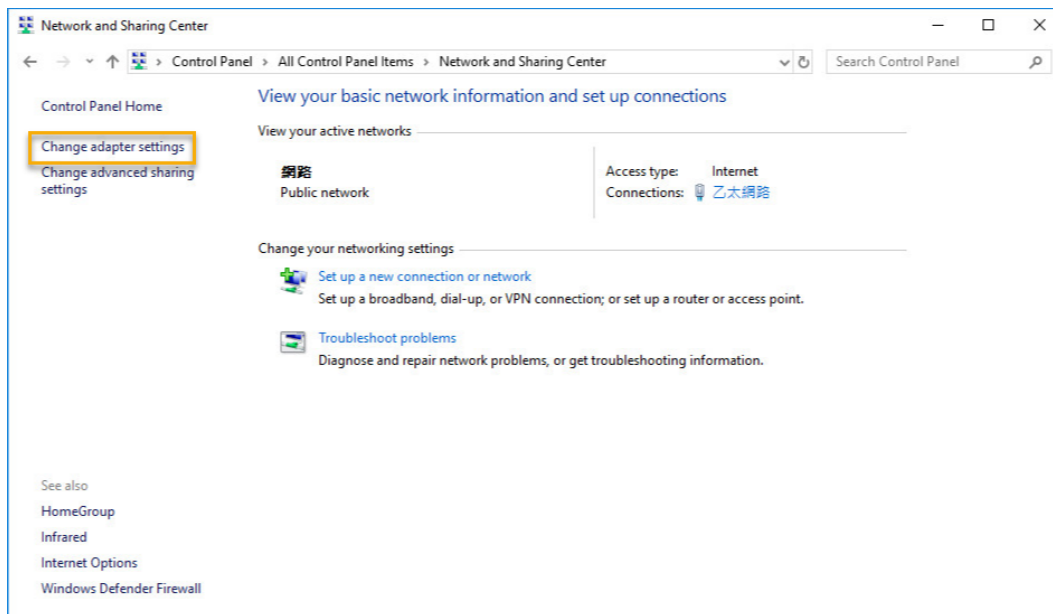 Network and Sharing Center
Control Panel > All Control Panel Items > Network and Sharing Center
Search Control Panel
Control Panel Home
Change adapter settings
Change advanced sharing
settings
View your basic network information and set up connections
View your active networks
網路
Public network
Access type: Internet
Connections: 乙太網路
Change your networking settings
Set up a new connection or network
Set up a broadband, dial-up, or VPN connection; or set up a router or access point.
Troubleshoot problems
Diagnose and repair network problems, or get troubleshooting information.
See also
HomeGroup
Infrared
Internet Options
Windows Defender Firewall